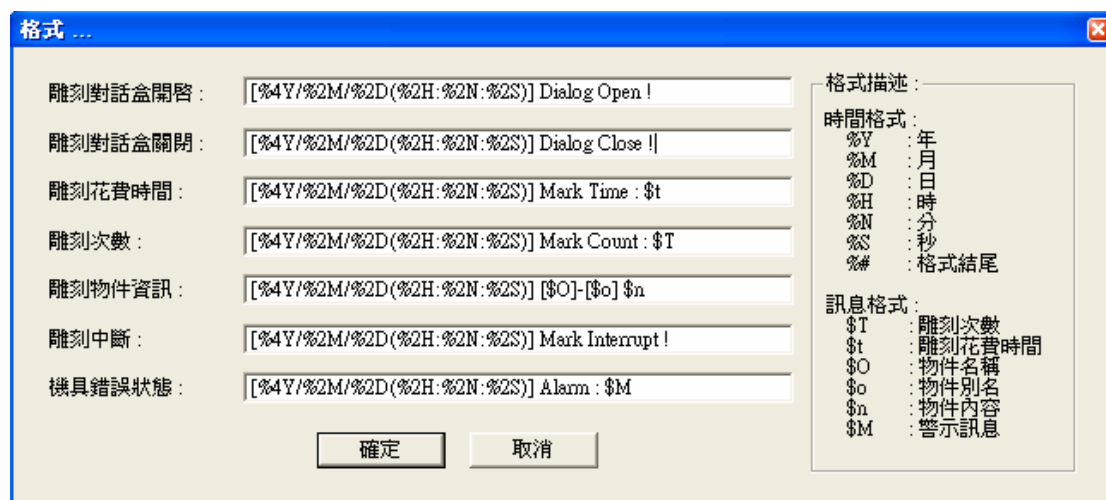 格式 ...
雕刻對話盒開啓 : [%4Y/%2M/%2D(%2H:%2N:%2S)] Dialog Open !
雕刻對話盒關閉 : [%4Y/%2M/%2D(%2H:%2N:%2S)] Dialog Close !
雕刻花費時間 : [%4Y/%2M/%2D(%2H:%2N:%2S)] Mark Time : $t
雕刻次數 : [%4Y/%2M/%2D(%2H:%2N:%2S)] Mark Count : $T
雕刻物件資訊 : [%4Y/%2M/%2D(%2H:%2N:%2S)] [$O]-[$o] $n
雕刻中斷 : [%4Y/%2M/%2D(%2H:%2N:%2S)] Mark Interrupt !
機具錯誤狀態 : [%4Y/%2M/%2D(%2H:%2N:%2S)] Alarm : $M
確定
取消
格式描述 :
時間格式 :
%Y : 年
%M : 月
%D : 日
%H : 時
%N : 分
%S : 秒
%# : 格式結尾
訊息格式 :
$T : 雕刻次數
$t : 雕刻花費時間
$O : 物件名稱
$o : 物件別名
$n : 物件內容
$M : 警示訊息